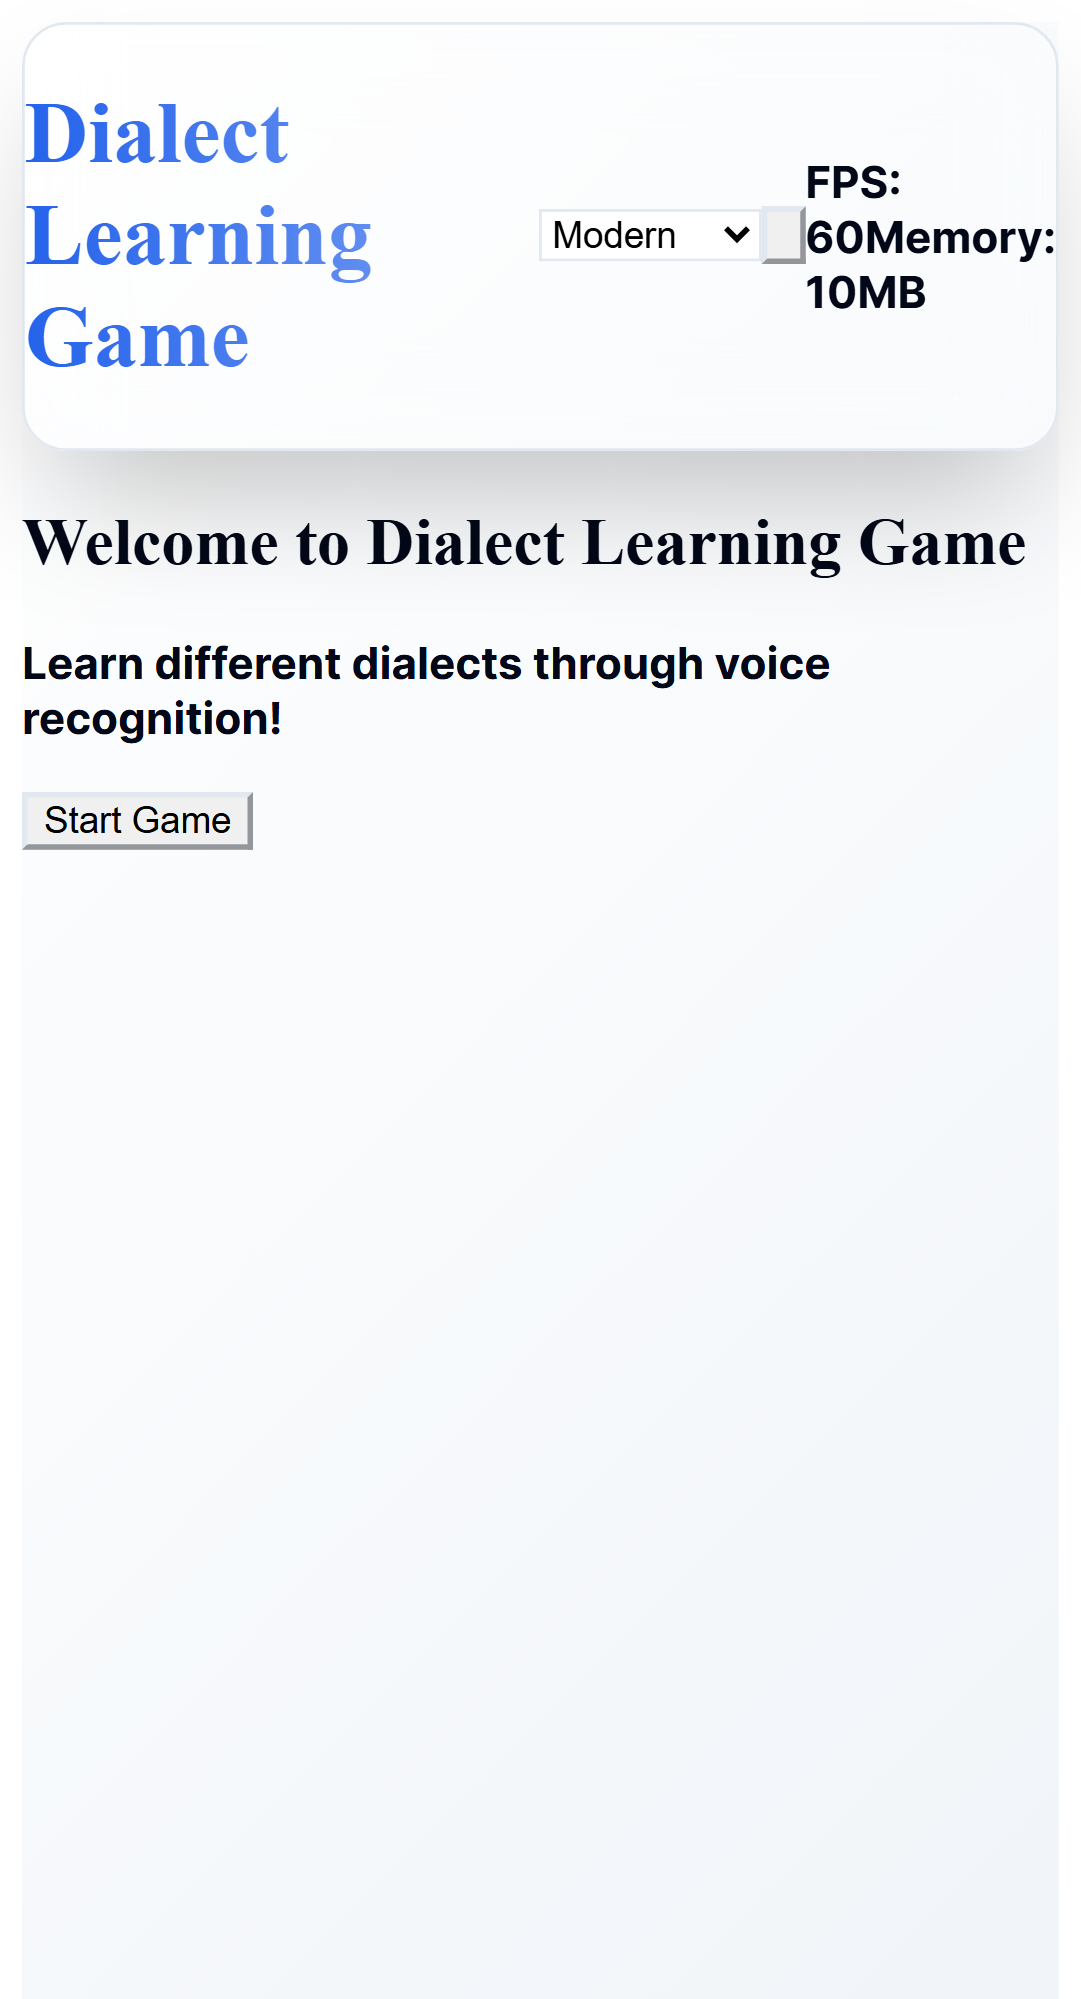 Dialect
Learning
Game
Modern
FPS:
60Memory:
10MB
Welcome to Dialect Learning Game
Learn different dialects through voice
recognition!
Start Game